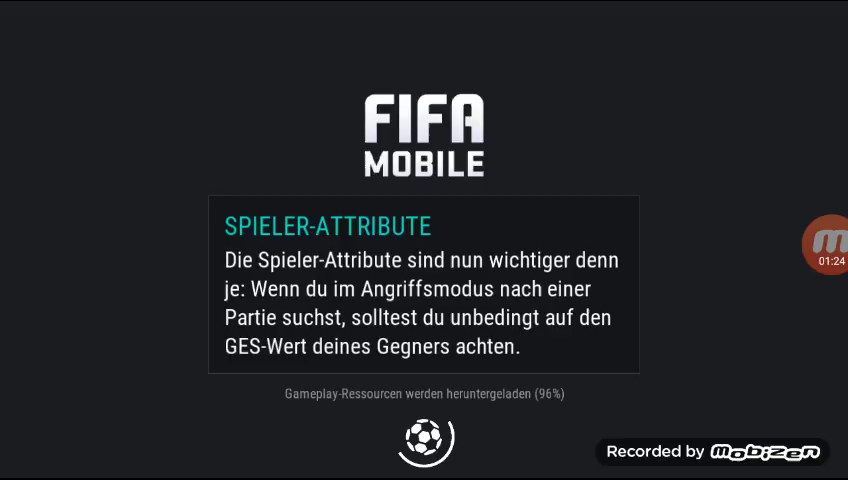 FIFA
MOBILE
SPIELER-ATTRIBUTE
Die Spieler-Attribute sind nun wichtiger denn
je: Wenn du im Angriffsmodus nach einer
Partie suchst, solltest du unbedingt auf den
GES-Wert deines Gegners achten.
01:24
Gameplay-Ressourcen werden heruntergeladen (96%)
Recorded by Mobizen